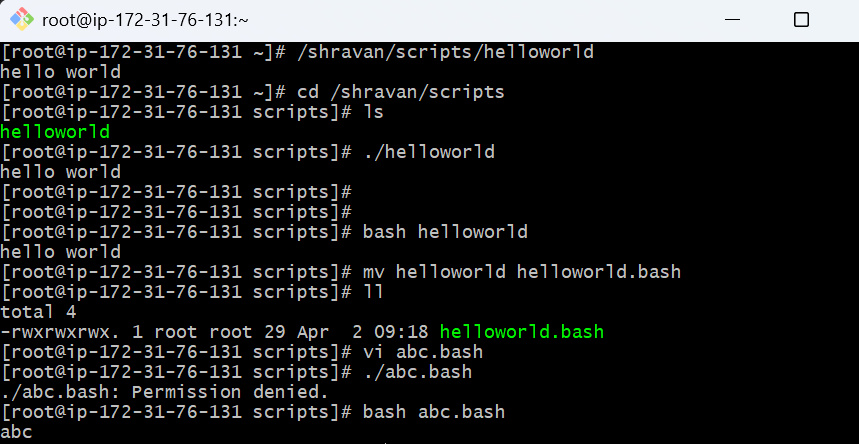 root@ip-172-31-76-131:~
[root@ip-172-31-76-131 ~]# /shravan/scripts/helloworld
hello world
[root@ip-172-31-76-131 ~]# cd /shravan/scripts
[root@ip-172-31-76-131 scripts]# ls
helloworld
[root@ip-172-31-76-131 scripts]# ./helloworld
hello world
[root@ip-172-31-76-131 scripts]#
[root@ip-172-31-76-131 scripts]#
[root@ip-172-31-76-131 scripts]# bash helloworld
hello world
[root@ip-172-31-76-131 scripts]# mv helloworld helloworld.bash
[root@ip-172-31-76-131 scripts]# ll
total 4
-rwxrwxrwx. 1 root root 29 Apr  2 09:18 helloworld.bash
[root@ip-172-31-76-131 scripts]# vi abc.bash
[root@ip-172-31-76-131 scripts]# ./abc.bash
./abc.bash: Permission denied.
[root@ip-172-31-76-131 scripts]# bash abc.bash
abc